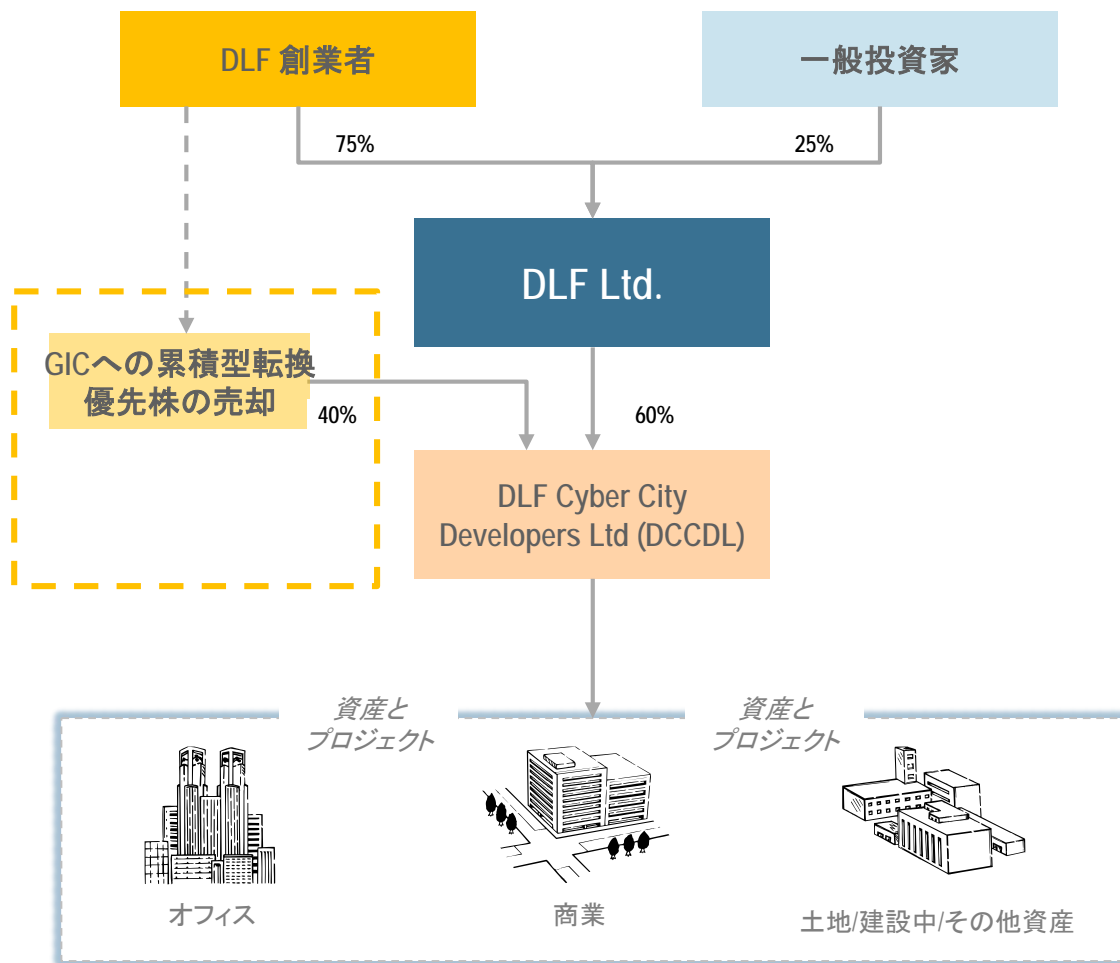 DLF 創業者
一般投資家
75%
25%
DLF Ltd.
GICへの累積型転換
優先株の売却
40%
60%
DLF Cyber City
Developers Ltd (DCCDL)
資産と
プロジェクト
資産と
プロジェクト
オフィス
商業
土地/建設中/その他資産